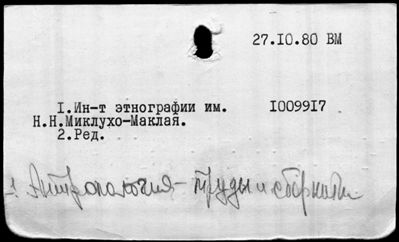 27.10.80 ВМ
1.Ин-т этнографии им. 1009917
Н.Н.Миклухо-Маклая.
2.Ред.
Антропология - труды и сборники